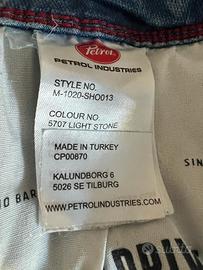 Petrol
PETROL INDUSTRIES
STYLE NO.
M-1020-SHO013
COLOUR NO.
5707 LIGHT STONE
MADE IN TURKEY
CP00870
KALUNDBORG 6
5026 SE TILBURG
WWW.PETROLINDUSTRIES.COM
SIN